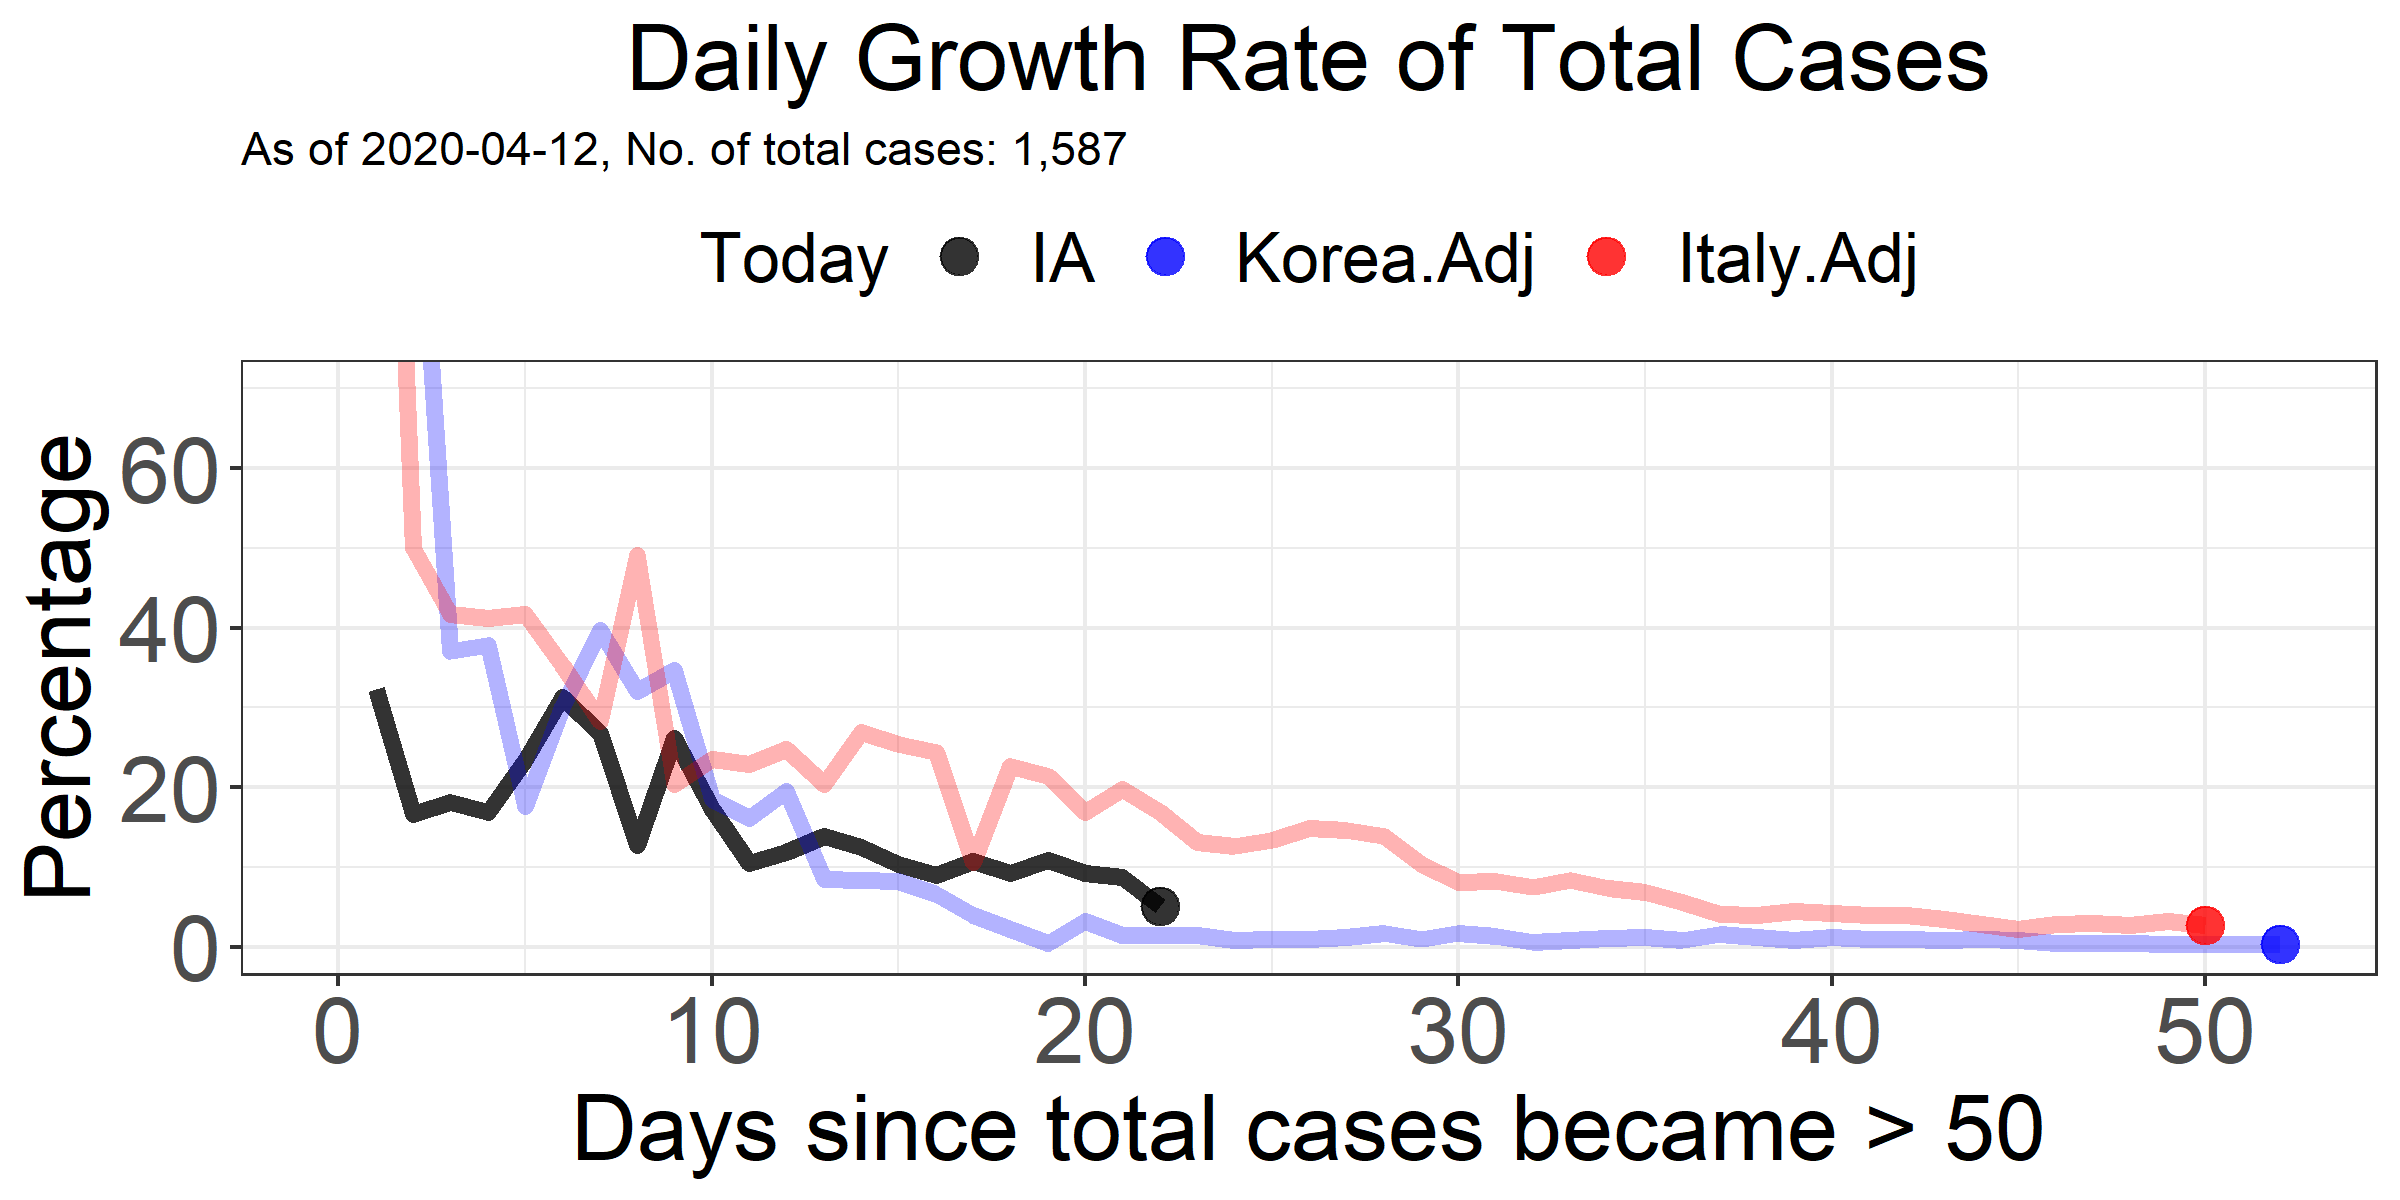 Daily Growth Rate of Total Cases
As of 2020-04-12, No. of total cases: 1,587
Today IA Korea.Adj Italy.Adj
Percentage
60
40
20
0
0 10 20 30 40 50
Days since total cases became > 50